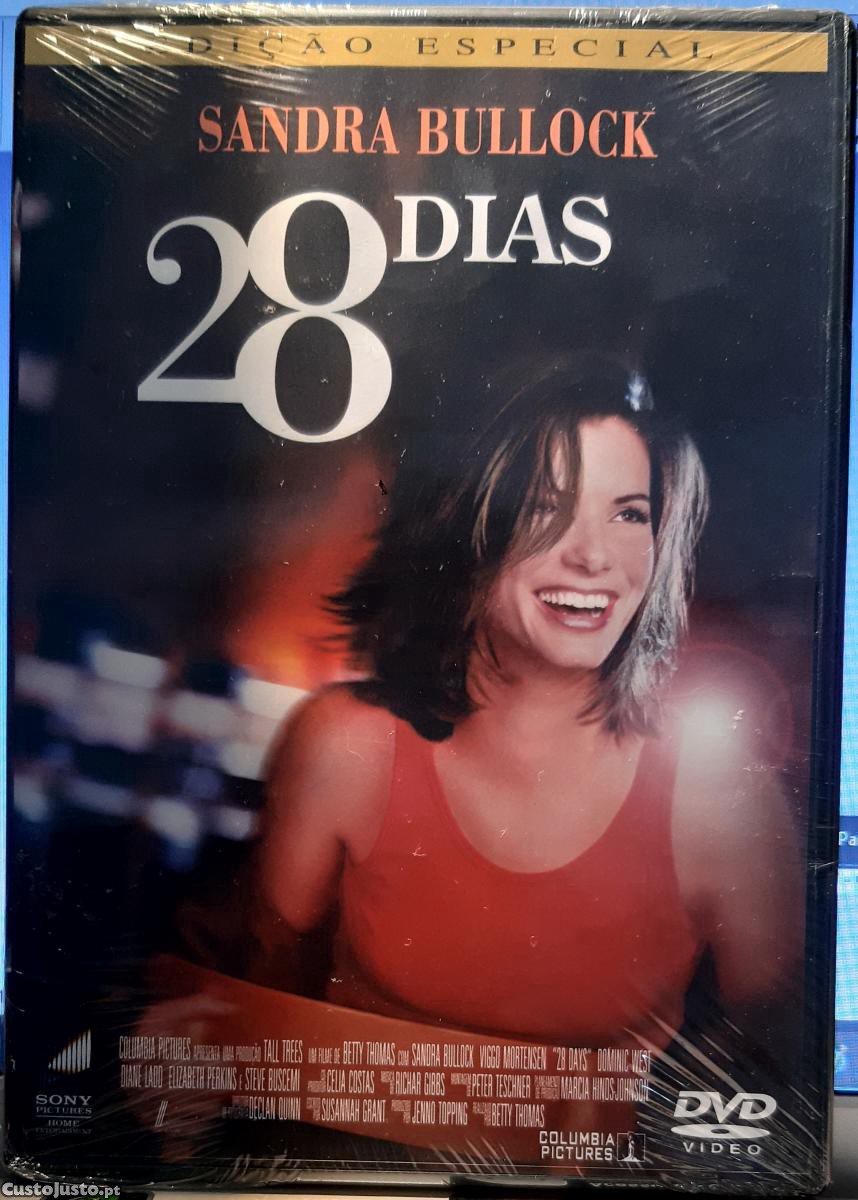 EDIÇÃO ESPECIAL
SANDRA BULLOCK
28 DIAS
COLUMBIA PICTURES APRESENTA UMA PRODUÇÃO TALL TREES UM FILME DE BETTY THOMAS COM SANDRA BULLOCK VIGGO MORTENSEN "28 DAYS" DOMINIC WEST
DIANE LADD ELIZABETH PERKINS E STEVE BUSCEMI CELIA COSTAS RICHAR GIBBS PETER TESCHNER MARCIA HINDS-JOHNSON
DECLAN QUINN SUSANNAH GRANT JENNO TOPPING BETTY THOMAS
SONY
PICTURES
HOME
ENTERTAINMENT
DVD
VIDEO
COLUMBIA
PICTURES
Pa
CustoJusto.pt